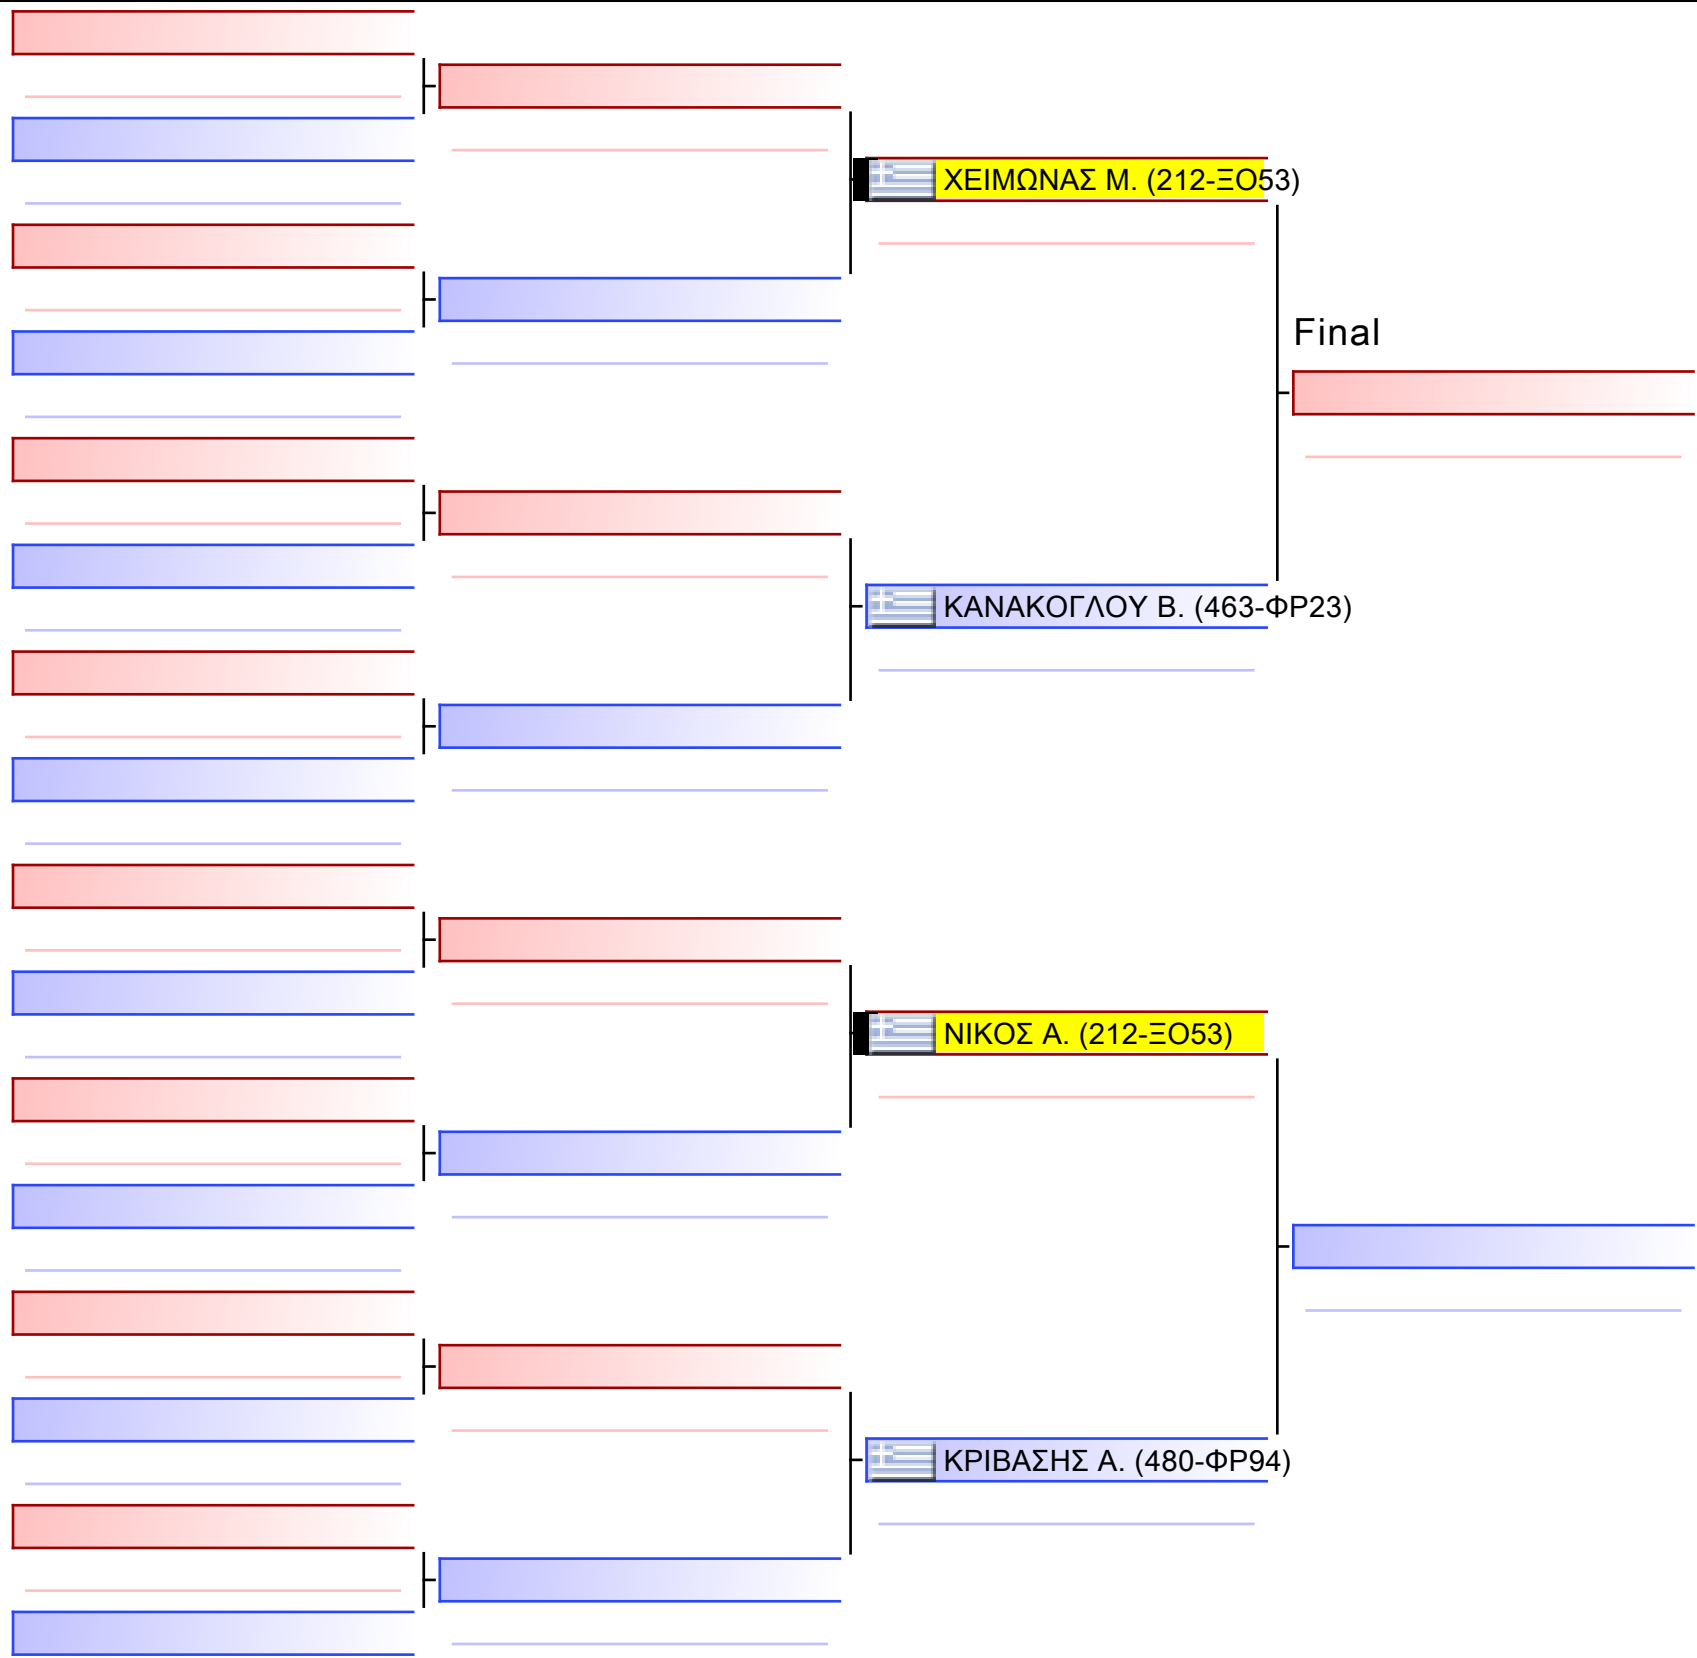 ΧΕΙΜΩΝΑΣ Μ. (212-ΞΟ53)
Final
ΚΑΝΑΚΟΓΛΟΥ Β. (463-ΦΡ23)
ΝΙΚΟΣ Α. (212-ΞΟ53)
ΚΡΙΒΑΣΗΣ Α. (480-ΦΡ94)